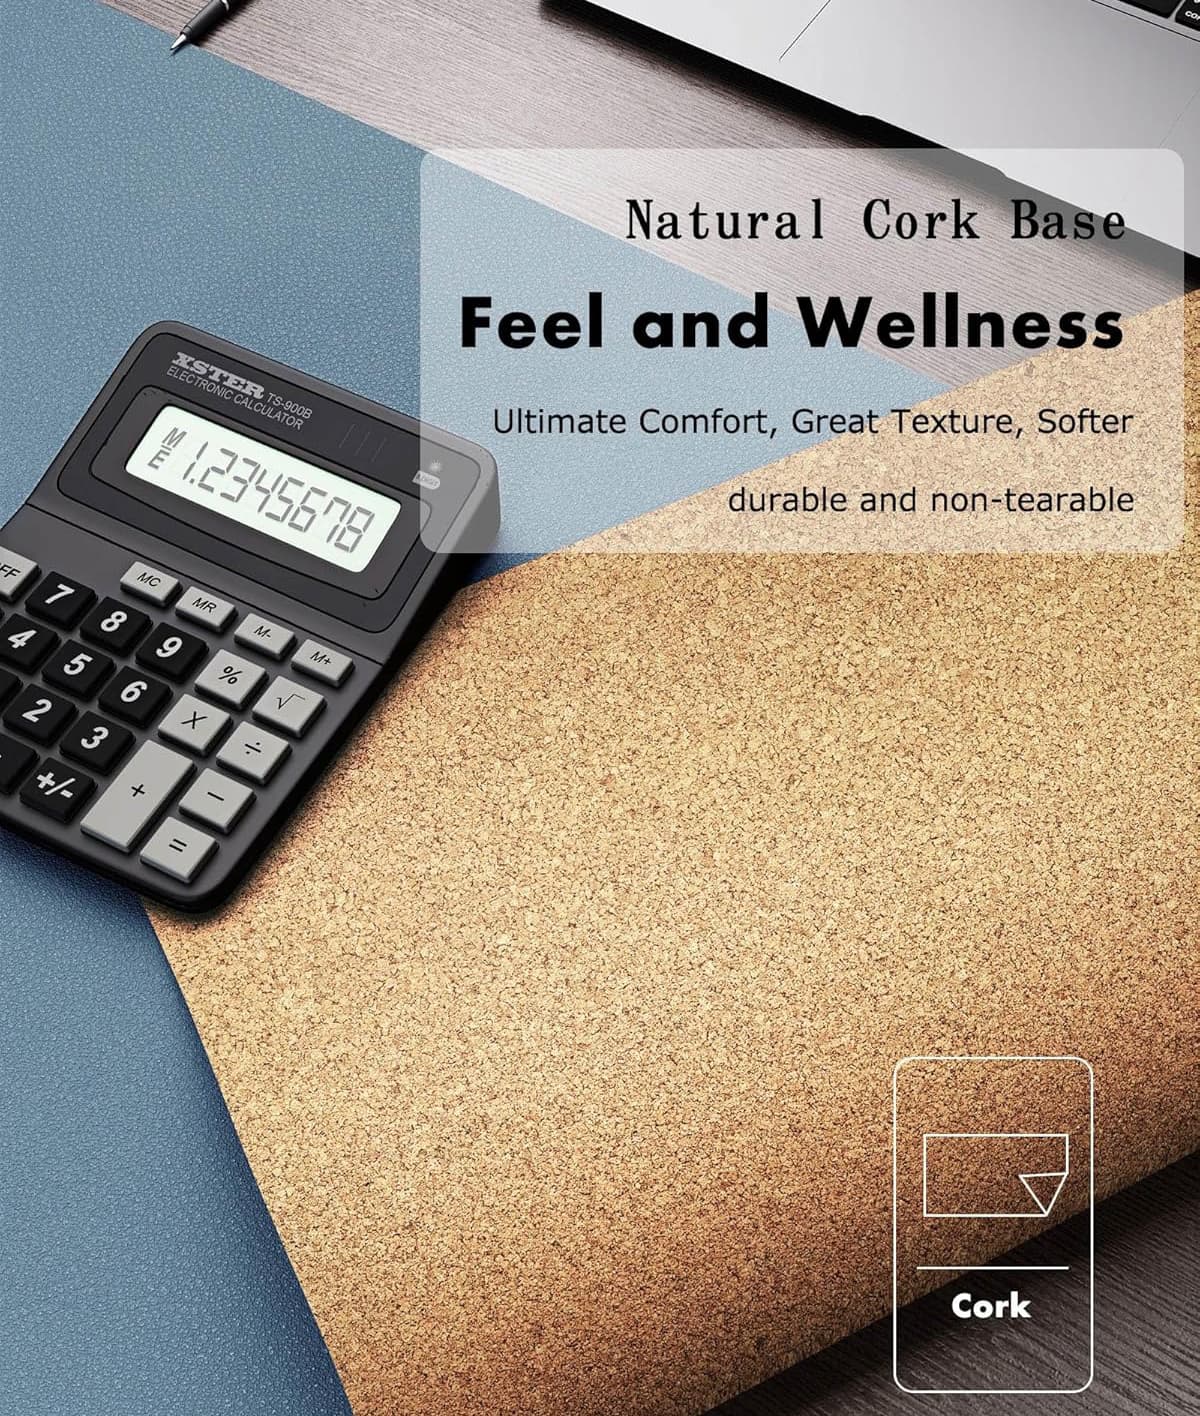 Natural Cork Base
Feel and Wellness
Ultimate Comfort, Great Texture, Softer
durable and non-tearable
XSTER TS-900B
ELECTRONIC CALCULATOR
M
E 1.2345678
FF
MC
MR
M-
M+
7
8
9
%
√
4
5
6
X
÷
2
3
+
−
+/-
=
Cork